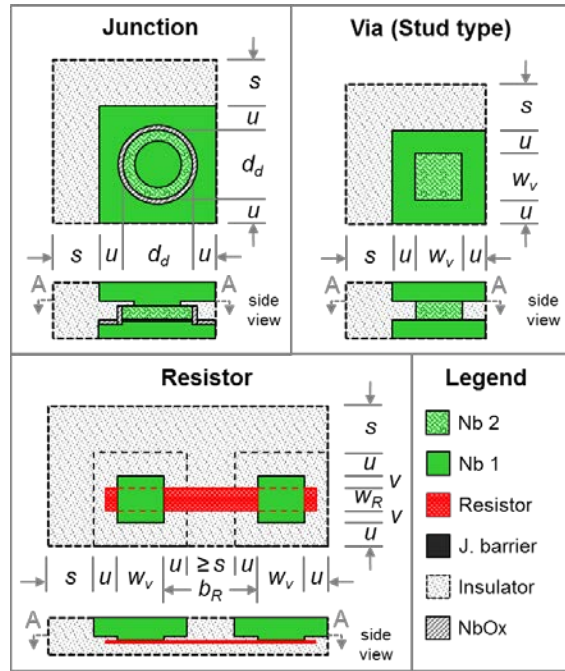 Junction
s
u
d_d
u
s u d_d u
A A
side
view
Via (Stud type)
s
u
w_v
u
s u w_v u
A A
side
view
Resistor
s
u
v
w_R
v
u
s u w_v u ≥ s u w_v u
b_R
A A
side
view
Legend
Nb 2
Nb 1
Resistor
J. barrier
Insulator
NbOx